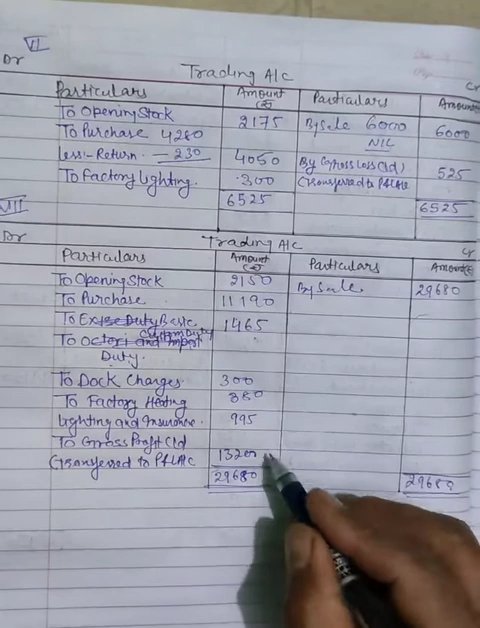 VI
Dr Trading A/c Cr
Particulars Amount (₹) Particulars Amount
To Opening Stock 2175 By Sale 6000 6000
To Purchase 4280 NIL
Less:- Return - 230 4050 By Gross Loss (c/d) 525
To Factory Lighting. 300 (Transferred to P&L A/c
6525 6525
VII
Dr Trading A/c Cr
Particulars Amount (₹) Particulars Amount(₹)
To Opening Stock 2150 By Sale 29680
To Purchase 11190
To Excise Duty Basic 1465
Custom Duty
To Octroi and Import
Duty.
To Dock Charges. 300
To Factory Heating 380
Lighting and Insurance. 995
To Gross Profit c/d
(Transferred to P&L A/c 13200
29680 29680